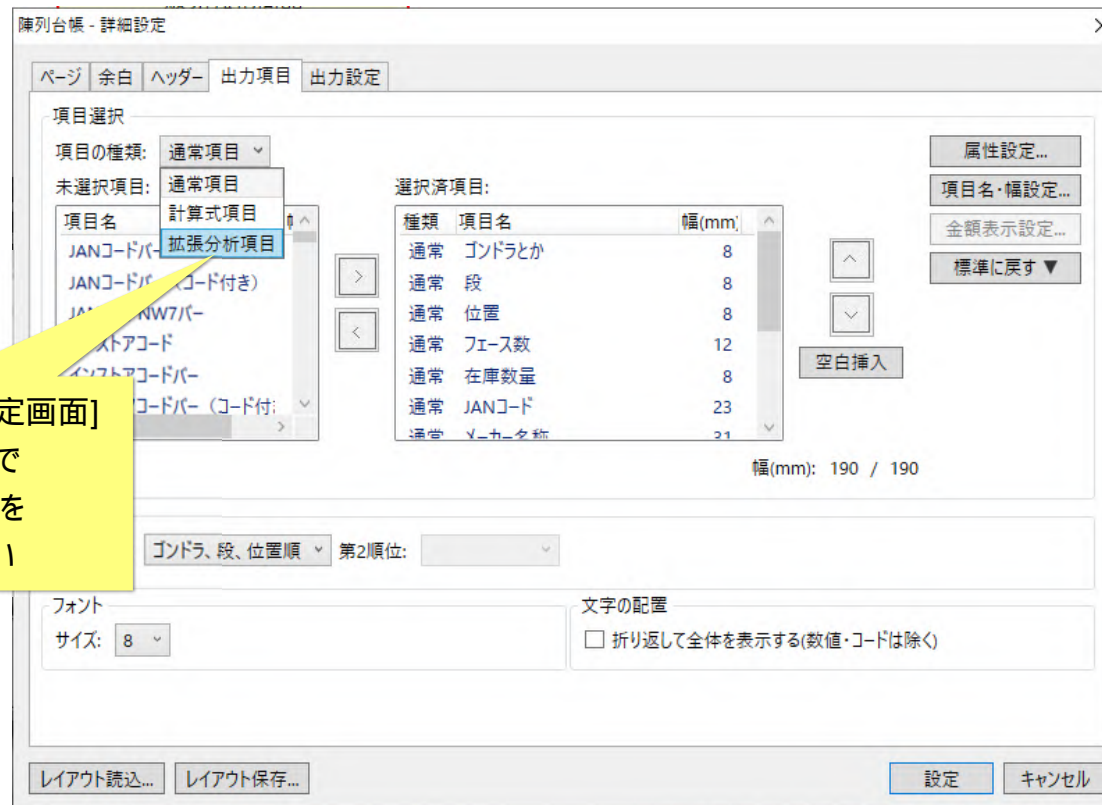 陳列台帳 - 詳細設定
ページ 余白 ヘッダー 出力項目 出力設定
項目選択
項目の種類: 通常項目
通常項目
計算式項目
拡張分析項目
未選択項目:
項目名
JANコードバー
JANコードバー (コード付き)
NW7バー
ストアコード
インストアコードバー
コードバー (コード付
選択済項目:
種類 項目名 幅(mm)
通常 ゴンドラとか 8
通常 段 8
通常 位置 8
通常 フェース数 12
通常 在庫数量 8
通常 JANコード 23
通常 メーカー名称 31
空白挿入
属性設定...
項目名・幅設定...
金額表示設定...
標準に戻す ▼
幅(mm): 190 / 190
定画面]
で
を
い
ゴンドラ、段、位置順 第2順位:
フォント
サイズ: 8
文字の配置
折り返して全体を表示する(数値・コードは除く)
レイアウト読込... レイアウト保存...
設定 キャンセル